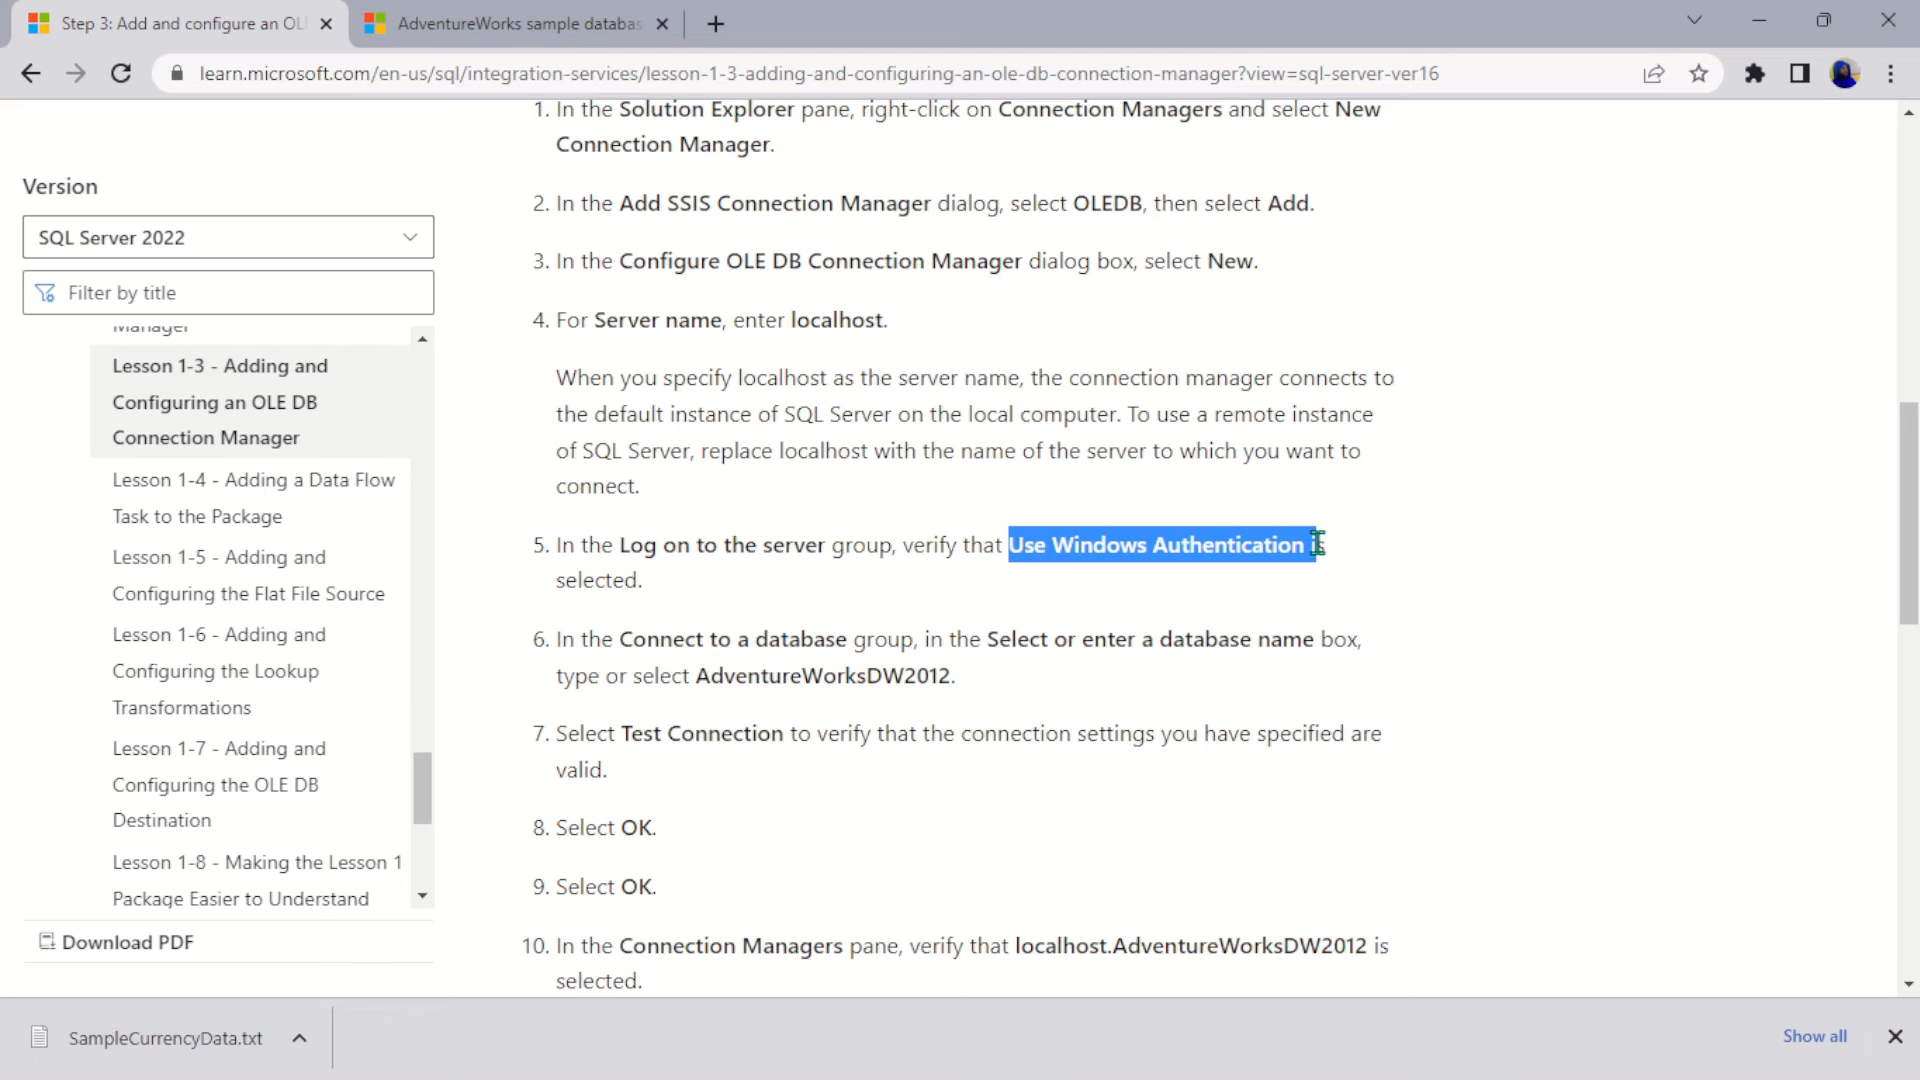 Step 3: Add and configure an OL
AdventureWorks sample databas
learn.microsoft.com/en-us/sql/integration-services/lesson-1-3-adding-and-configuring-an-ole-db-connection-manager?view=sql-server-ver16
Version
SQL Server 2022
Filter by title
Manager
Lesson 1-3 - Adding and
Configuring an OLE DB
Connection Manager
Lesson 1-4 - Adding a Data Flow
Task to the Package
Lesson 1-5 - Adding and
Configuring the Flat File Source
Lesson 1-6 - Adding and
Configuring the Lookup
Transformations
Lesson 1-7 - Adding and
Configuring the OLE DB
Destination
Lesson 1-8 - Making the Lesson 1
Package Easier to Understand
Download PDF
1. In the Solution Explorer pane, right-click on Connection Managers and select New
Connection Manager.
2. In the Add SSIS Connection Manager dialog, select OLEDB, then select Add.
3. In the Configure OLE DB Connection Manager dialog box, select New.
4. For Server name, enter localhost.
When you specify localhost as the server name, the connection manager connects to
the default instance of SQL Server on the local computer. To use a remote instance
of SQL Server, replace localhost with the name of the server to which you want to
connect.
5. In the Log on to the server group, verify that Use Windows Authentication is
selected.
6. In the Connect to a database group, in the Select or enter a database name box,
type or select AdventureWorksDW2012.
7. Select Test Connection to verify that the connection settings you have specified are
valid.
8. Select OK.
9. Select OK.
10. In the Connection Managers pane, verify that localhost.AdventureWorksDW2012 is
selected.
SampleCurrencyData.txt
Show all